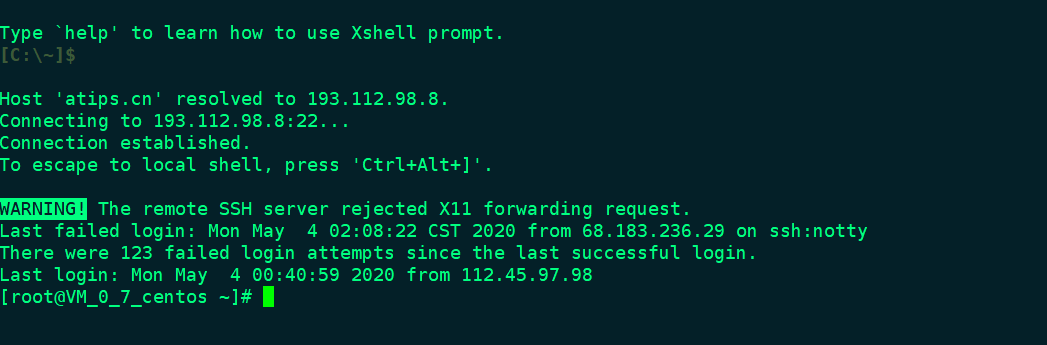 Type `help' to learn how to use Xshell prompt.
[C:\~]$
Host 'atips.cn' resolved to 193.112.98.8.
Connecting to 193.112.98.8:22...
Connection established.
To escape to local shell, press 'Ctrl+Alt+]'.
WARNING! The remote SSH server rejected X11 forwarding request.
Last failed login: Mon May  4 02:08:22 CST 2020 from 68.183.236.29 on ssh:notty
There were 123 failed login attempts since the last successful login.
Last login: Mon May  4 00:40:59 2020 from 112.45.97.98
[root@VM_0_7_centos ~]#